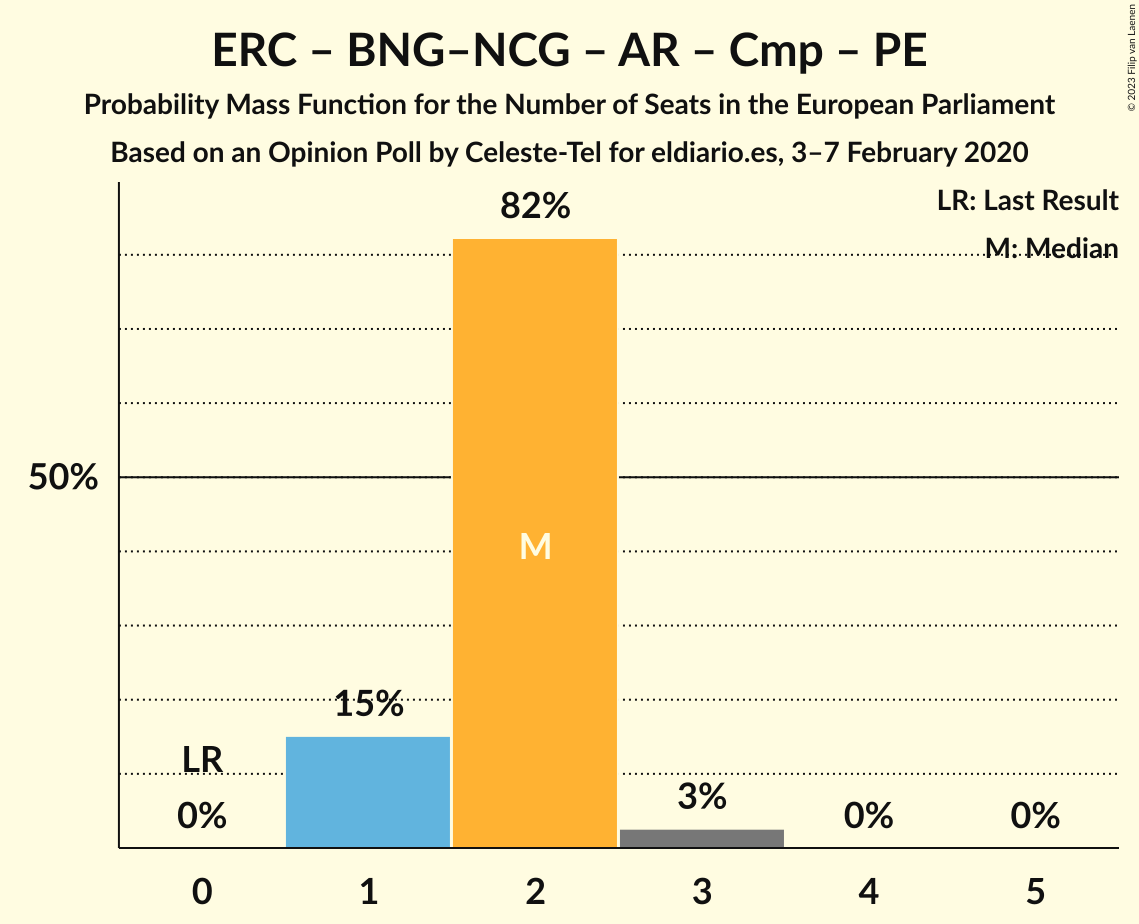 ERC – BNG–NCG – AR – Cmp – PE
Probability Mass Function for the Number of Seats in the European Parliament
Based on an Opinion Poll by Celeste-Tel for eldiario.es, 3–7 February 2020
© 2023 Filip van Laenen
LR: Last Result
M: Median
82%
50%
M
15%
LR
0%
3%
0%
0%
0 1 2 3 4 5